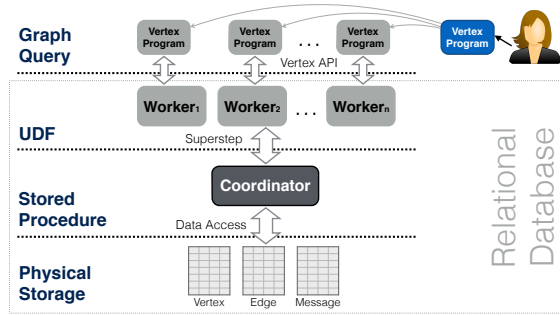 Graph
Query
Vertex
Program
Vertex
Program
. . .
Vertex
Program
Vertex
Program
Vertex API
UDF
Worker1
Worker2
. . .
Workern
Superstep
Stored
Procedure
Coordinator
Data Access
Physical
Storage
Vertex
Edge
Message
Relational
Database